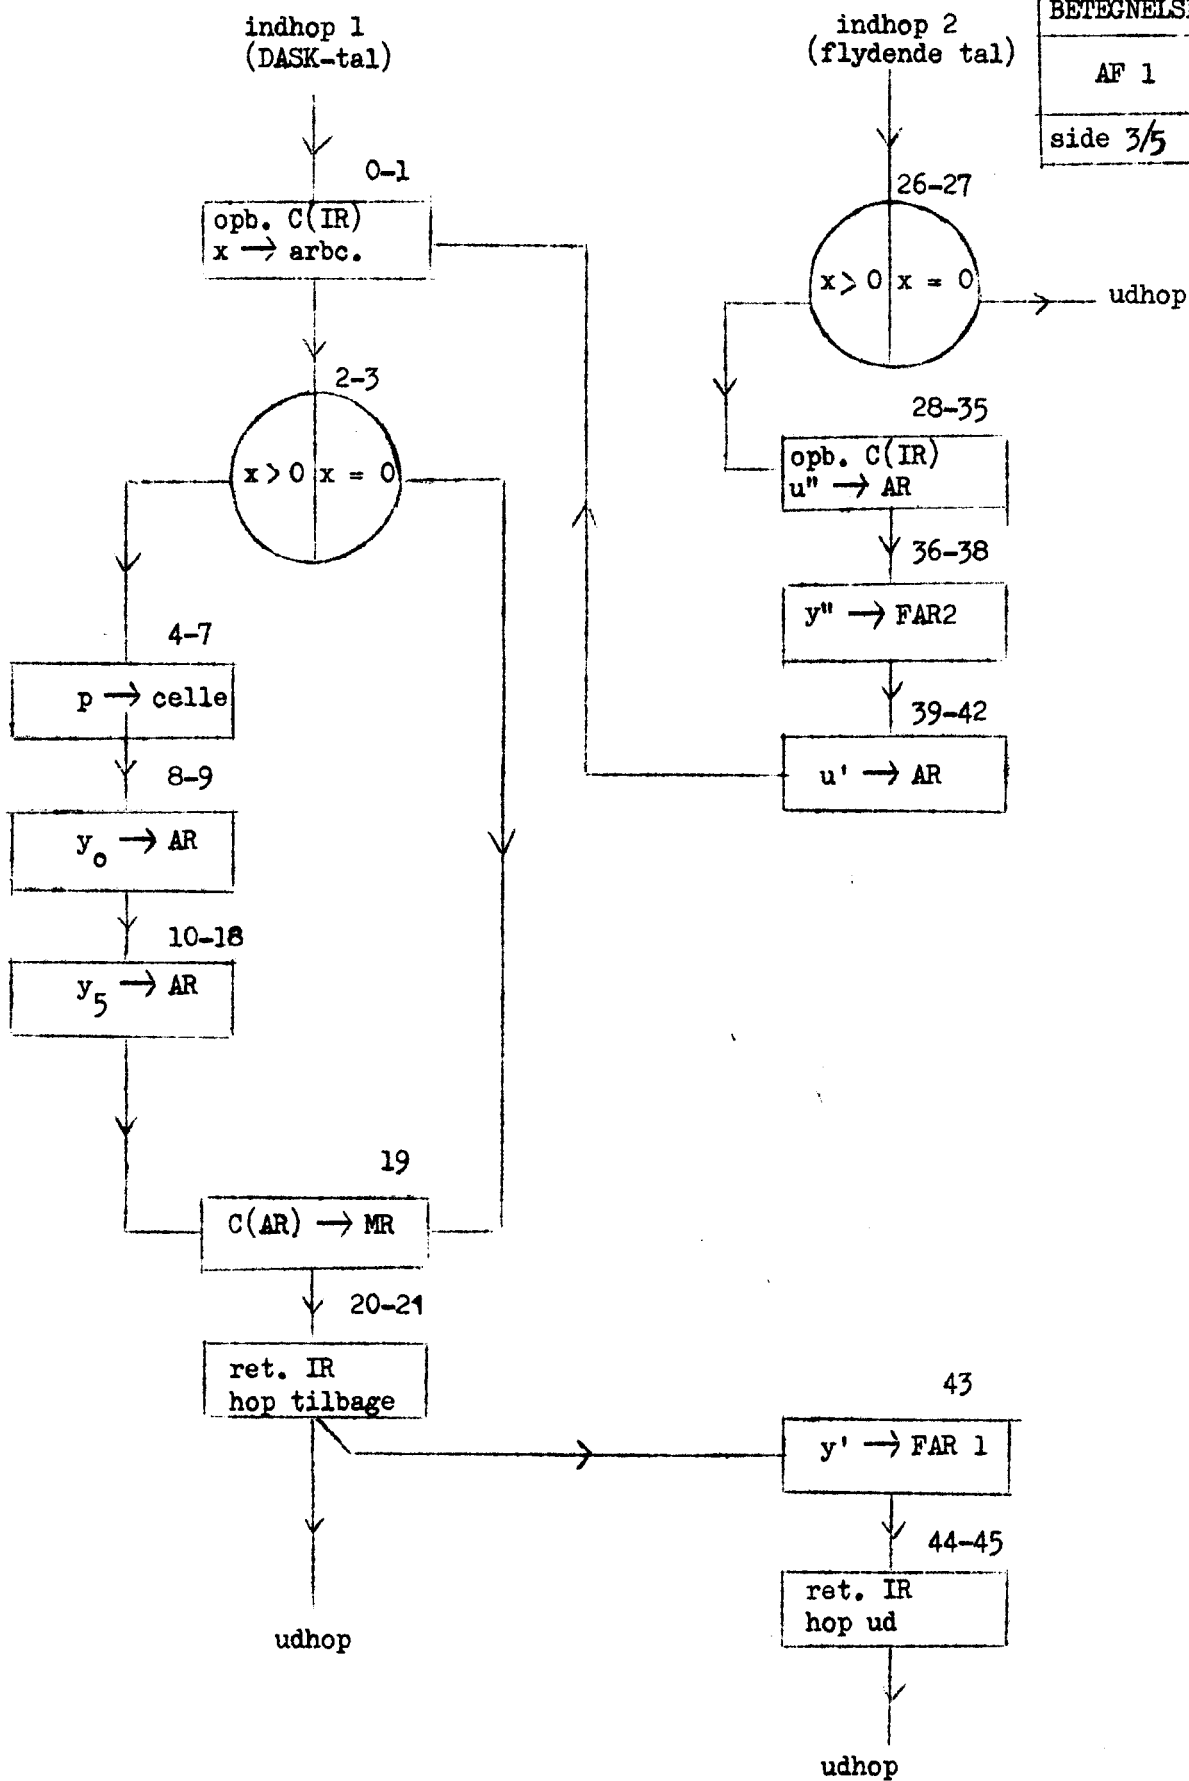 indhop 1
(DASK-tal)
indhop 2
(flydende tal)
AF 1
side 3/5
0-1
opb. C(IR)
x → arbc.
26-27
x > 0 x = 0
udhop
2-3
x > 0 x = 0
28-35
opb. C(IR)
u" → AR
36-38
y" → FAR2
39-42
u' → AR
4-7
p → celle
8-9
y₀ → AR
10-18
y₅ → AR
19
C(AR) → MR
20-21
ret. IR
hop tilbage
43
y' → FAR 1
44-45
ret. IR
hop ud
udhop
udhop